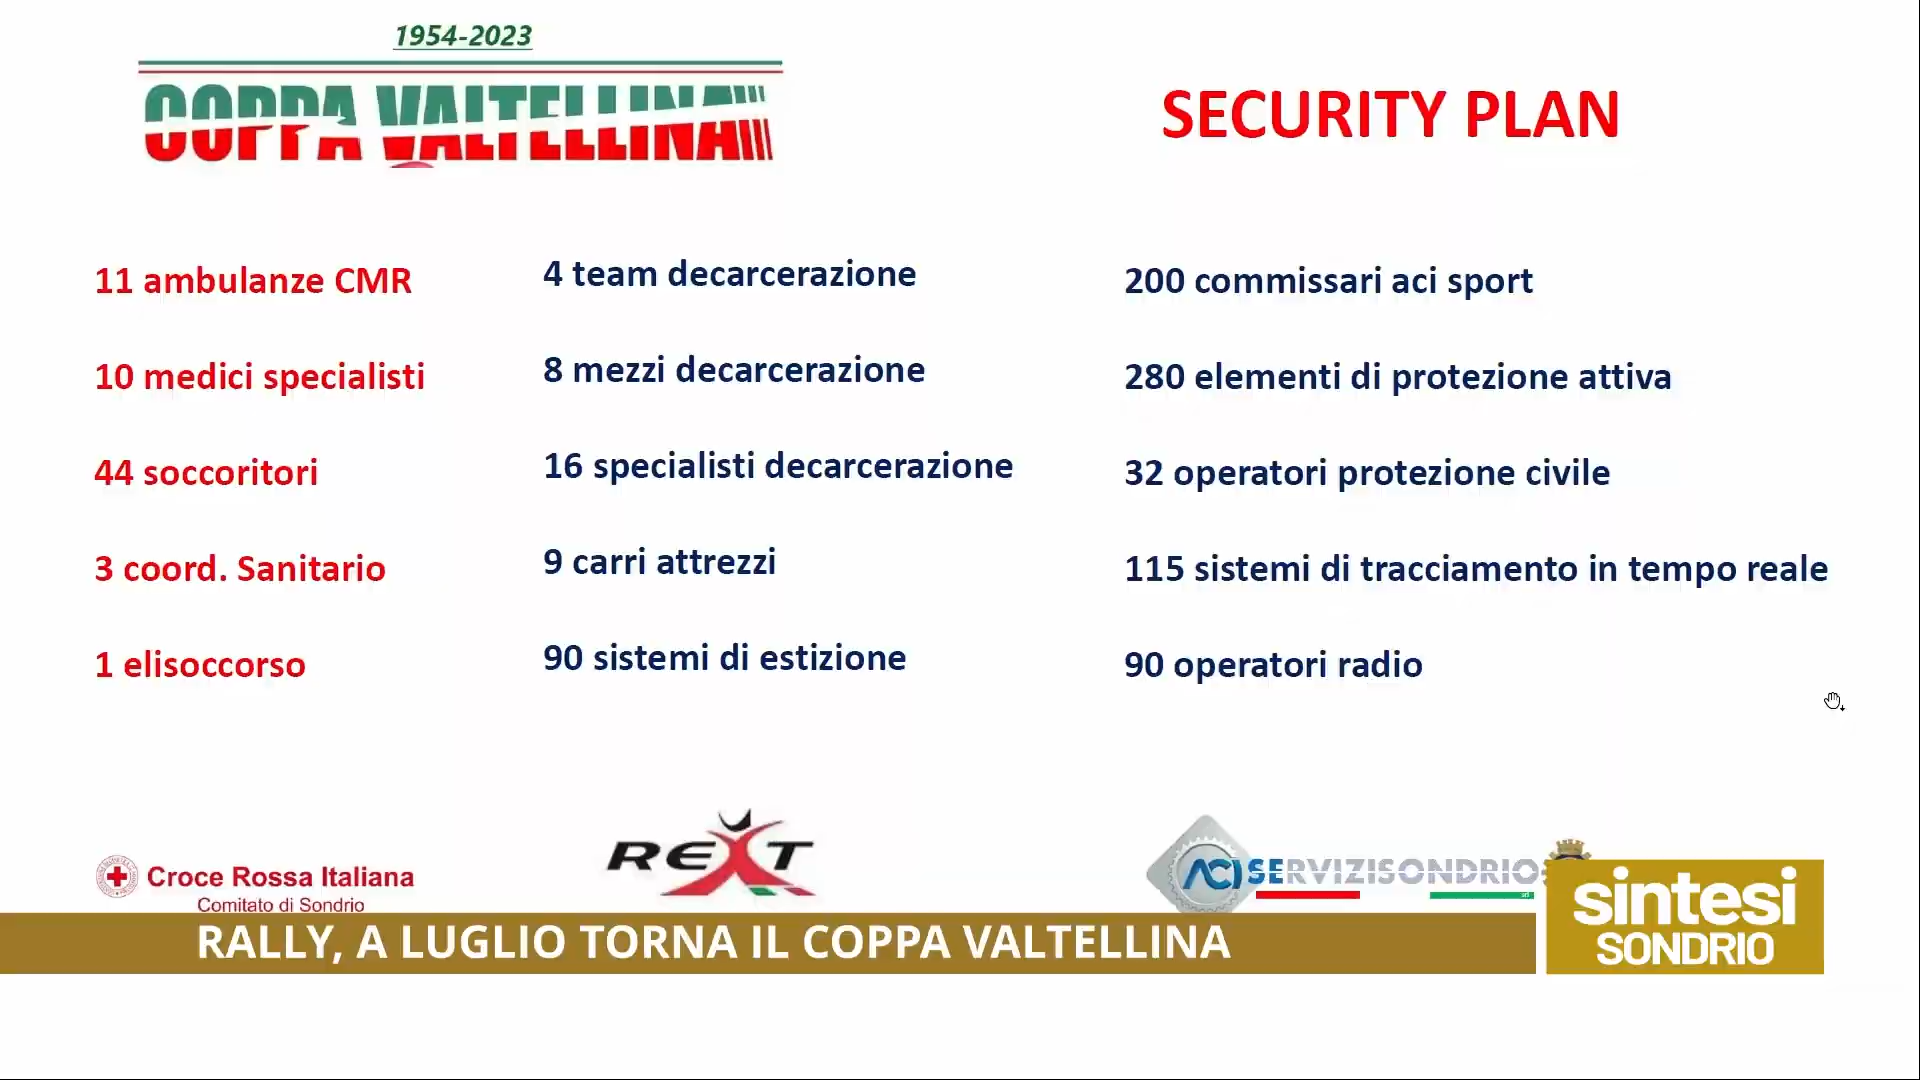 1954-2023
COPPA VALTELLINA
SECURITY PLAN
11 ambulanze CMR
10 medici specialisti
44 soccoritori
3 coord. Sanitario
1 elisoccorso
4 team decarcerazione
8 mezzi decarcerazione
16 specialisti decarcerazione
9 carri attrezzi
90 sistemi di estizione
200 commissari aci sport
280 elementi di protezione attiva
32 operatori protezione civile
115 sistemi di tracciamento in tempo reale
90 operatori radio
Croce Rossa Italiana
Comitato di Sondrio
REXT
ACI SERVIZISONDRIO
srl
RALLY, A LUGLIO TORNA IL COPPA VALTELLINA
sintesi
SONDRIO